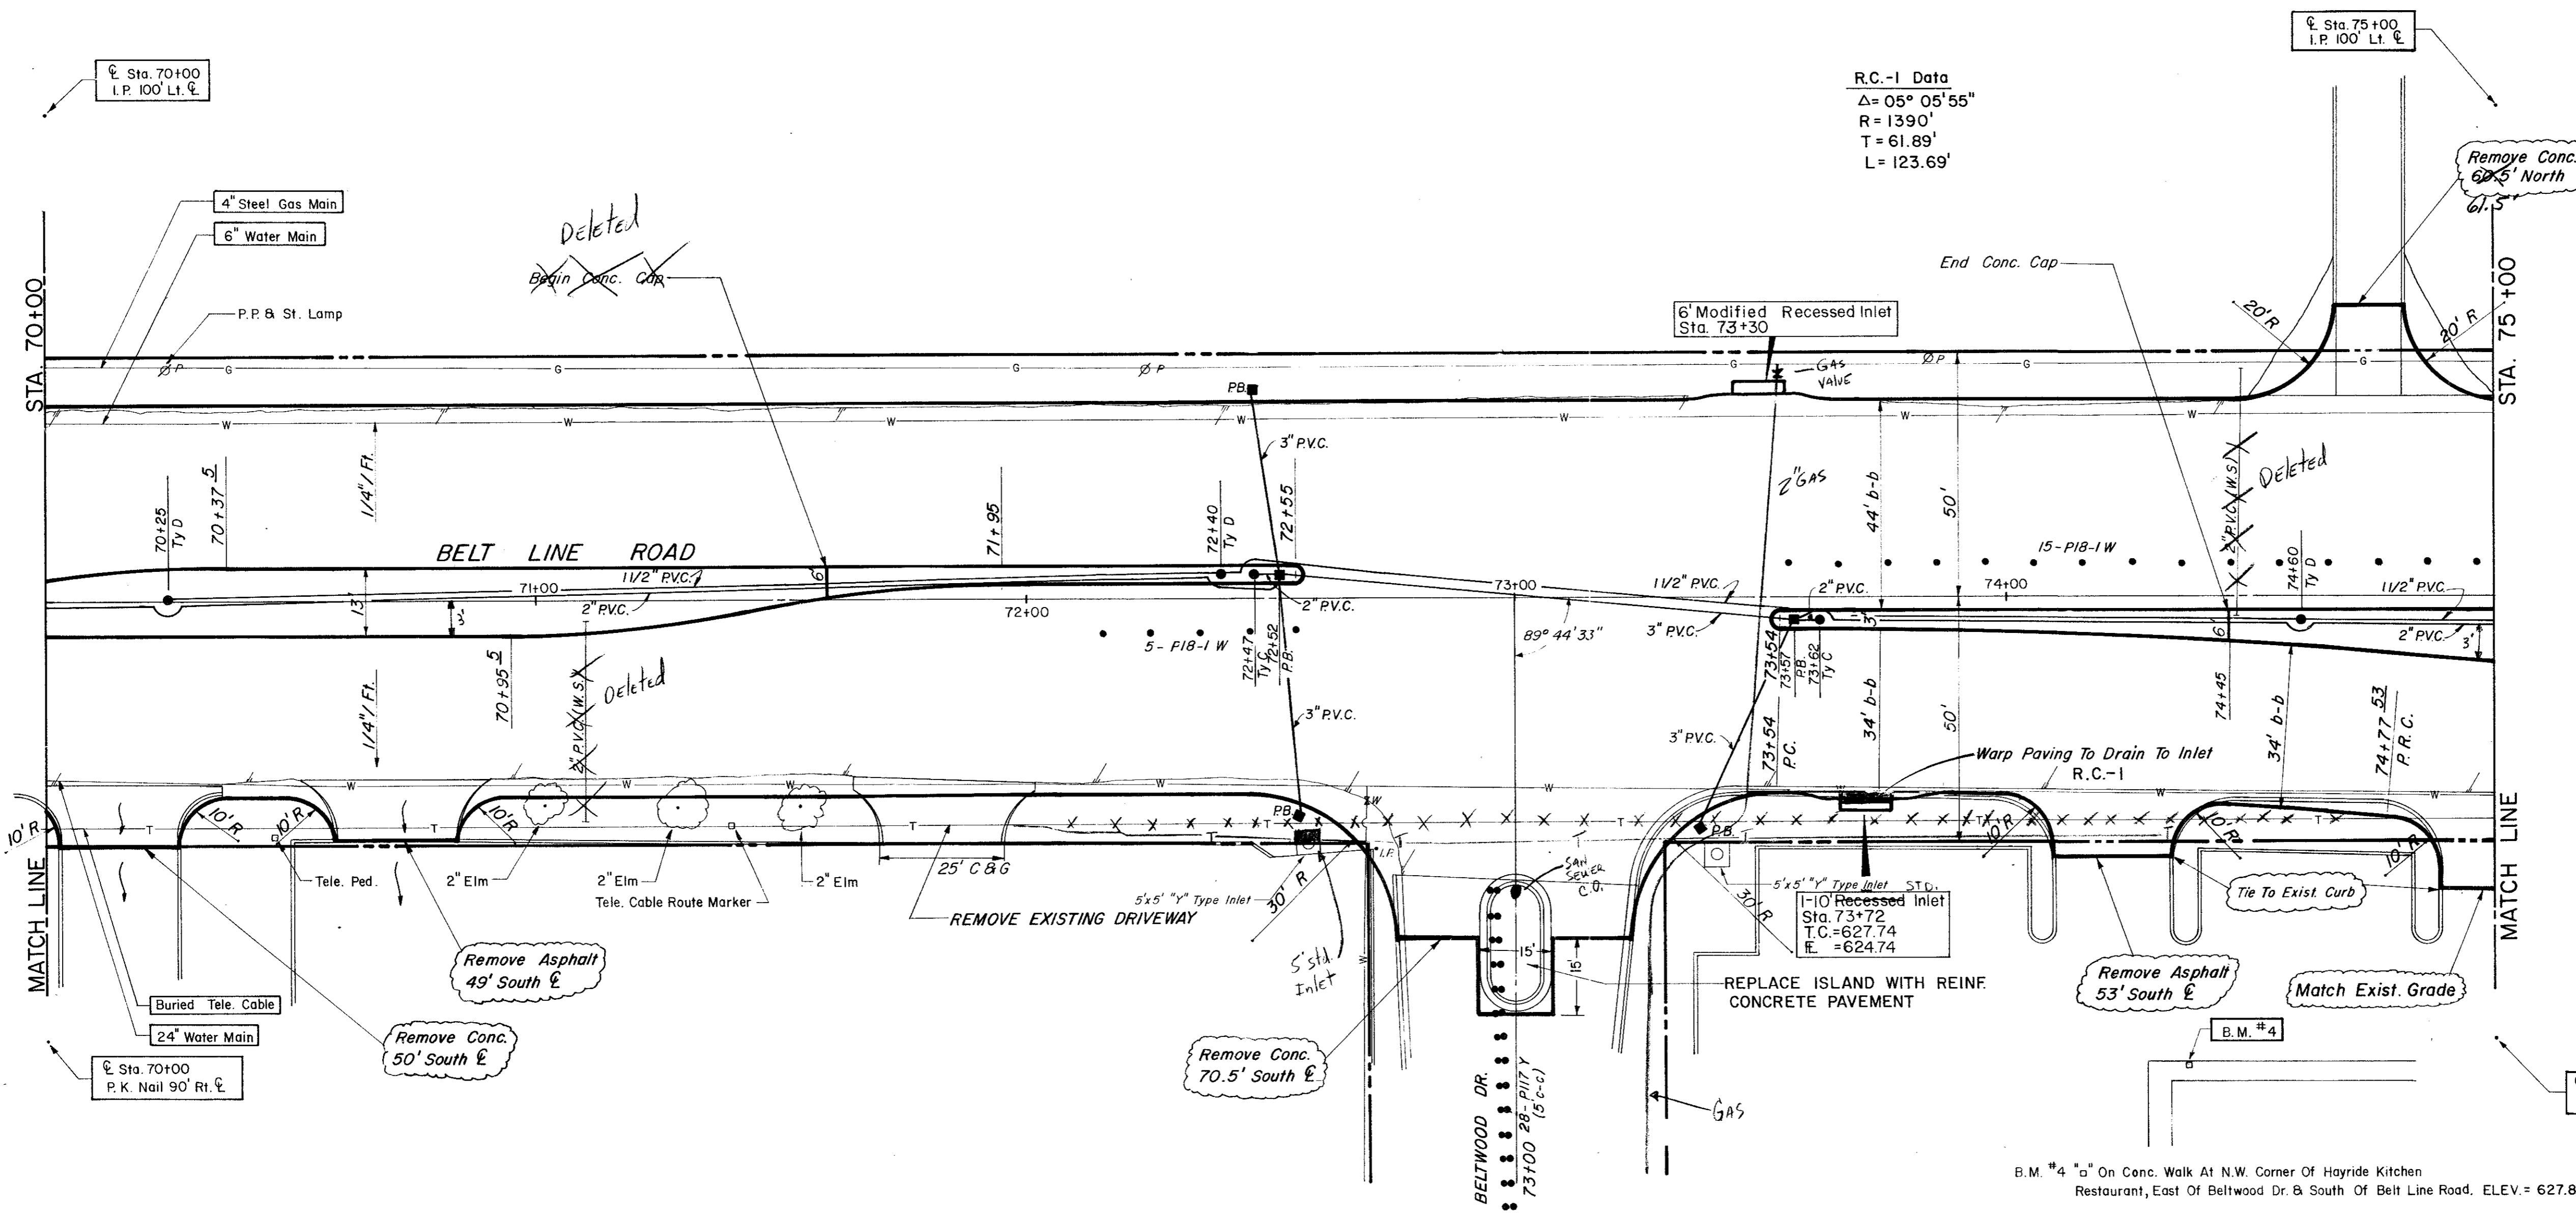 ℄ Sta. 70+00
I.P. 100' Lt. ℄
℄ Sta. 75+00
I.P. 100' Lt. ℄
R.C.-1 Data
Δ= 05° 05' 55"
R = 1390'
T = 61.89'
L = 123.69'
Remove Conc.
60.5' North
61.5'
4" Steel Gas Main
6" Water Main
Deleted
Begin Conc. Cap
End Conc. Cap
P.P. & St. Lamp
6' Modified Recessed Inlet
Sta. 73+30
20' R
20' R
STA. 70+00
STA. 75+00
P
G
G
G
P
G
P
G
G
GAS
VALVE
P.B.
W
W
W
W
W
W
W
3" P.V.C.
70+25
Ty D
70+37 5
1/4"/Ft.
71+95
72+40
Ty D
72+55
2" GAS
44' b-b
50'
2" P.V.C. (W.S.)
Deleted
15-P18-1 W
74+60
Ty D
BELT LINE ROAD
1 1/2" P.V.C.
6'
71+00
2" P.V.C.
13'
3'
72+00
2" P.V.C.
73+00
1 1/2" P.V.C.
2" P.V.C.
74+00
1 1/2" P.V.C.
2" P.V.C.
3'
6'
3'
89° 44' 33"
3" P.V.C.
5-P18-1 W
70+95 5
1/4"/Ft.
2" P.V.C. (W.S.)
Deleted
72+47
Ty C
72+52
P.B.
3" P.V.C.
73+54
73+57
P.B.
73+62
Ty C
3" P.V.C.
73+54
P.C.
34' b-b
50'
74+45
34' b-b
74+77 53
P.R.C.
Warp Paving To Drain To Inlet
R.C.-1
W
W
W
W
W
W
W
10' R
10' R
10' R
10' R
T
T
T
T
T
P.B.
P.B.
10' R
10' R
10' R
I.P.
MATCH LINE
MATCH LINE
Tele. Ped.
2" Elm
2" Elm
2" Elm
Tele. Cable Route Marker
25' C & G
REMOVE EXISTING DRIVEWAY
5'x5' "Y" Type Inlet
30' R
5' std.
Inlet
SAN
SEWER
C.O.
5'x5' "Y" Type Inlet
STD.
30' R
1-10' Recessed Inlet
Sta. 73+72
T.C.=627.74
F̵L̵ =624.74
Tie To Exist. Curb
Remove Asphalt
49' South ℄
15'
15'
REPLACE ISLAND WITH REINF.
CONCRETE PAVEMENT
Remove Asphalt
53' South ℄
Match Exist. Grade
Buried Tele. Cable
24" Water Main
Remove Conc.
50' South ℄
℄ Sta. 70+00
P.K. Nail 90' Rt. ℄
Remove Conc.
70.5' South ℄
B.M. #4
BELTWOOD DR.
73+00
28-P117 Y
(5' c-c)
GAS
B.M. #4 "□" On Conc. Walk At N.W. Corner Of Hayride Kitchen
Restaurant, East Of Beltwood Dr. & South Of Belt Line Road. ELEV.= 627.8